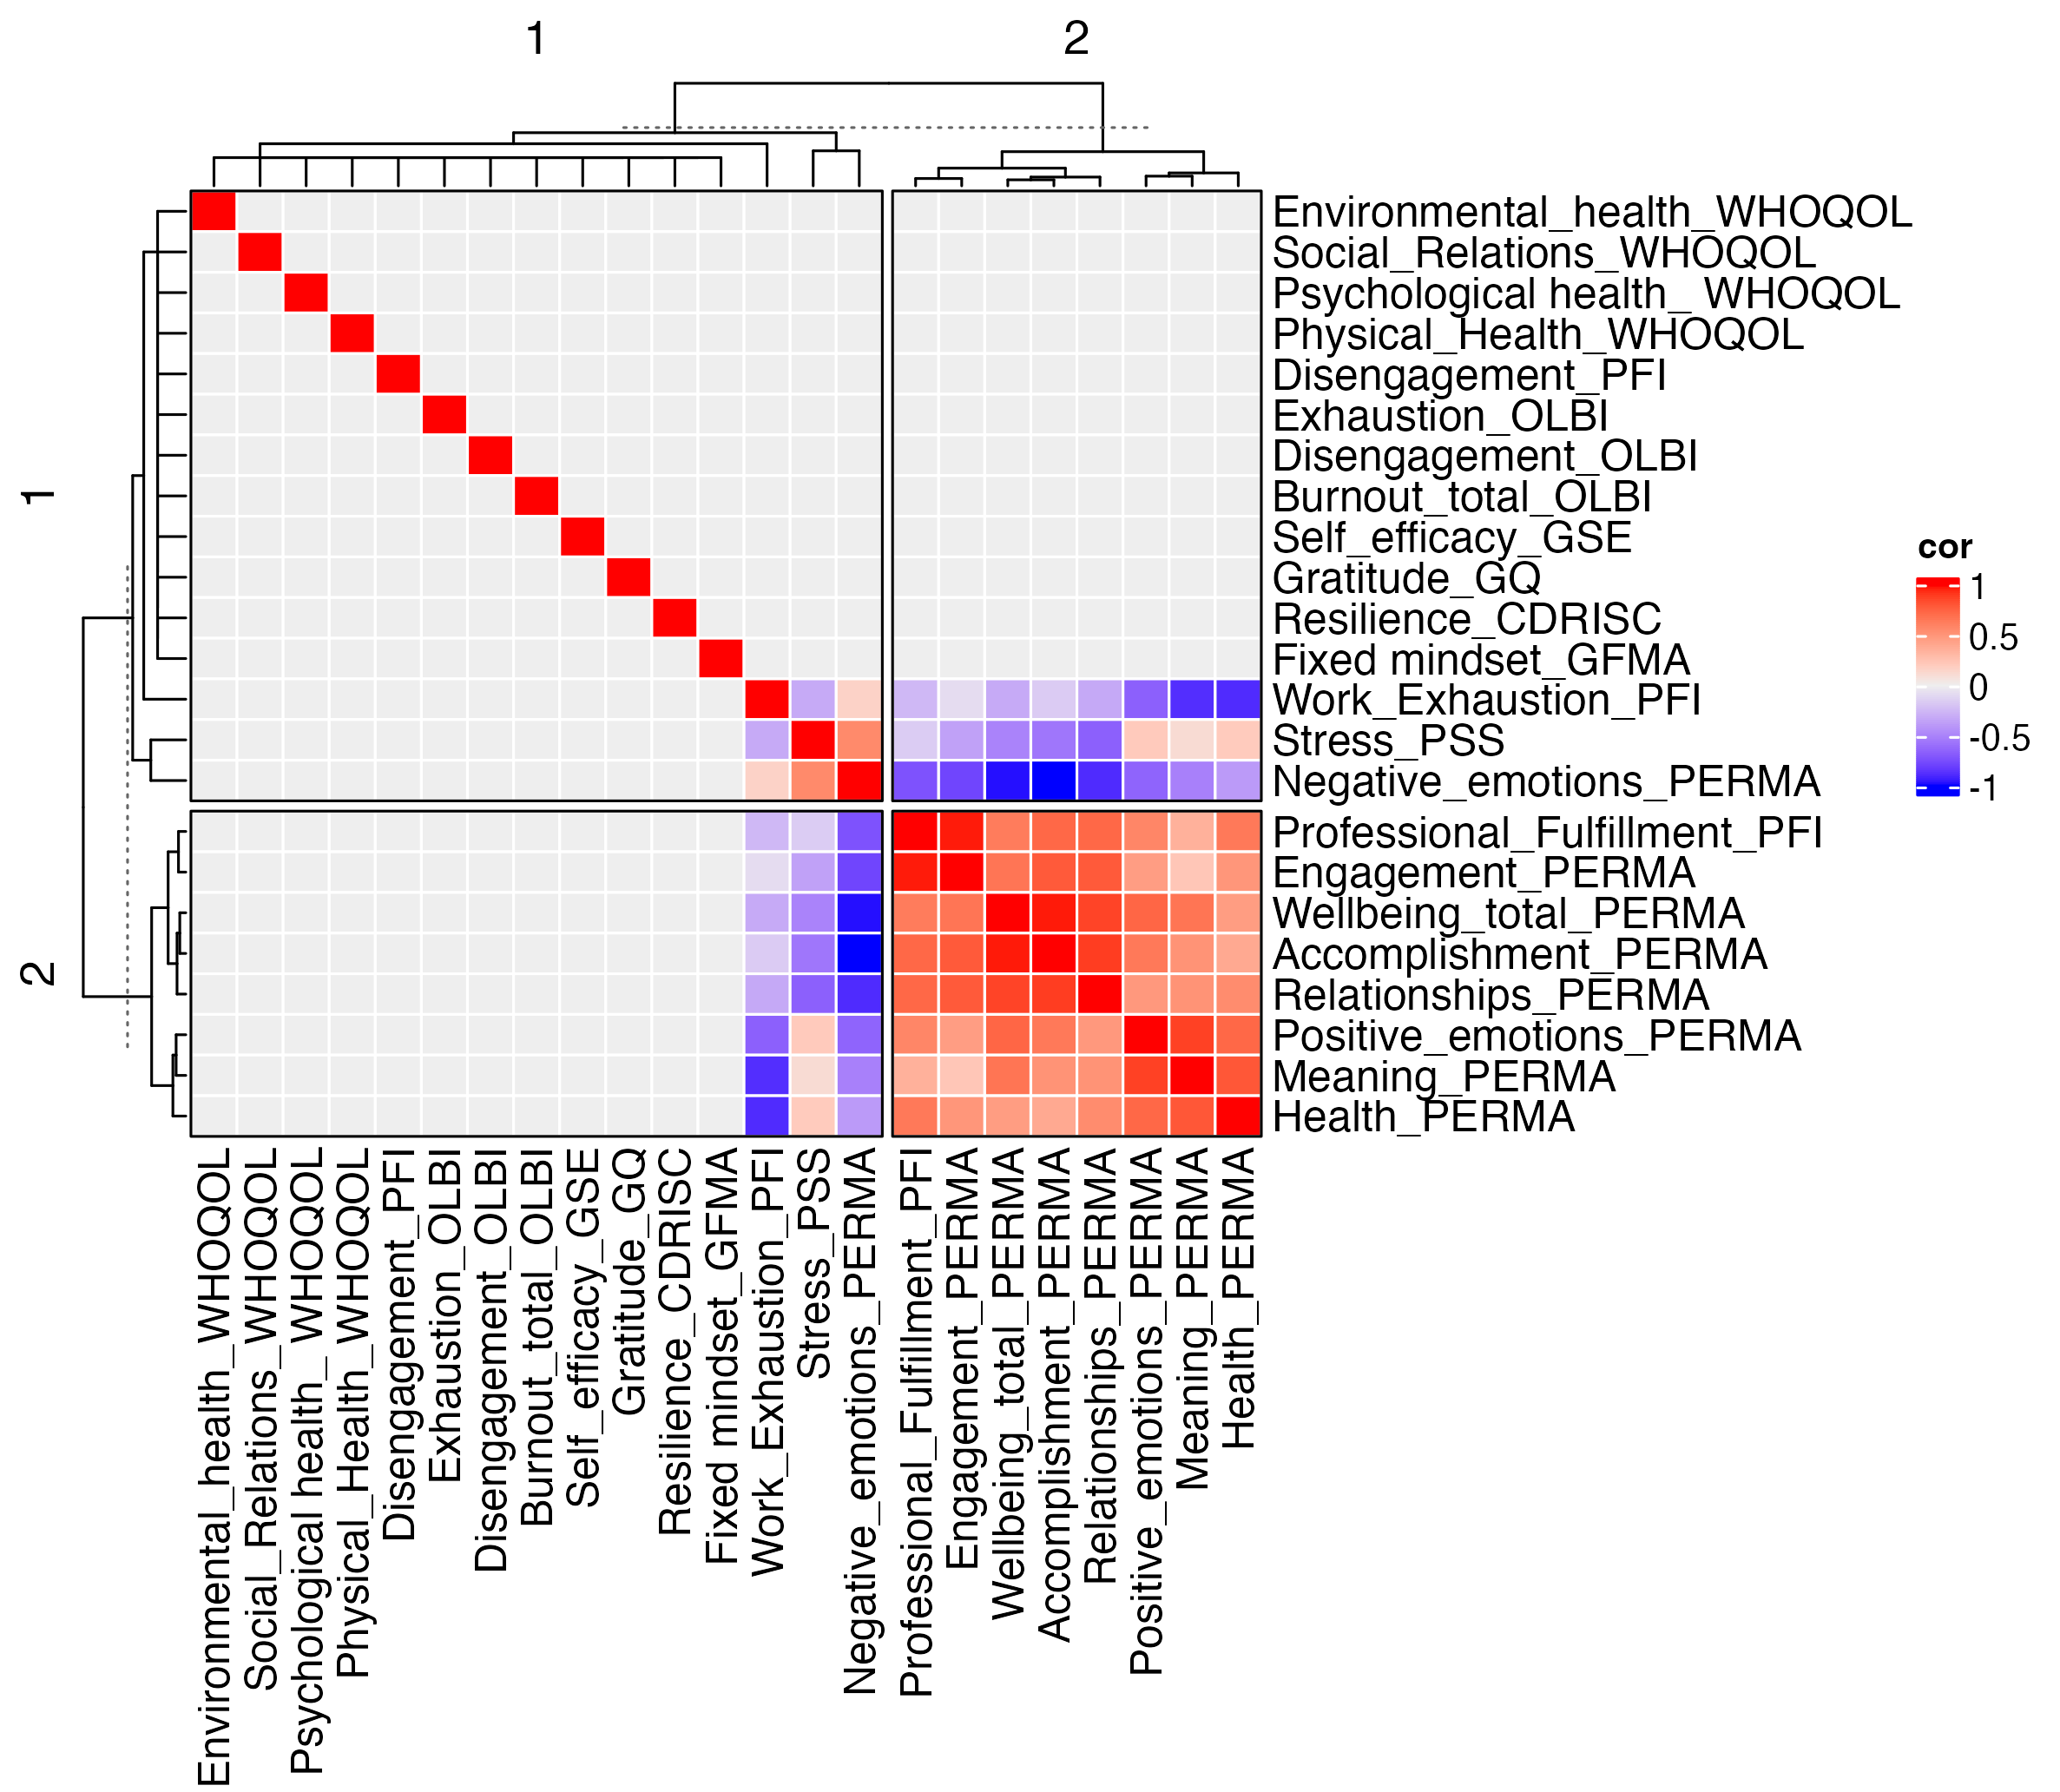 1
2
1
2
Environmental_health_WHOQOL
Social_Relations_WHOQOL
Psychological health_ WHOQOL
Physical_Health_WHOQOL
Disengagement_PFI
Exhaustion_OLBI
Disengagement_OLBI
Burnout_total_OLBI
Self_efficacy_GSE
Gratitude_GQ
Resilience_CDRISC
Fixed mindset_GFMA
Work_Exhaustion_PFI
Stress_PSS
Negative_emotions_PERMA
Professional_Fulfillment_PFI
Engagement_PERMA
Wellbeing_total_PERMA
Accomplishment_PERMA
Relationships_PERMA
Positive_emotions_PERMA
Meaning_PERMA
Health_PERMA
cor
1
0.5
0
-0.5
-1
Environmental_health_WHOQOL
Social_Relations_WHOQOL
Psychological health_ WHOQOL
Physical_Health_WHOQOL
Disengagement_PFI
Exhaustion_OLBI
Disengagement_OLBI
Burnout_total_OLBI
Self_efficacy_GSE
Gratitude_GQ
Resilience_CDRISC
Fixed mindset_GFMA
Work_Exhaustion_PFI
Stress_PSS
Negative_emotions_PERMA
Professional_Fulfillment_PFI
Engagement_PERMA
Wellbeing_total_PERMA
Accomplishment_PERMA
Relationships_PERMA
Positive_emotions_PERMA
Meaning_PERMA
Health_PERMA